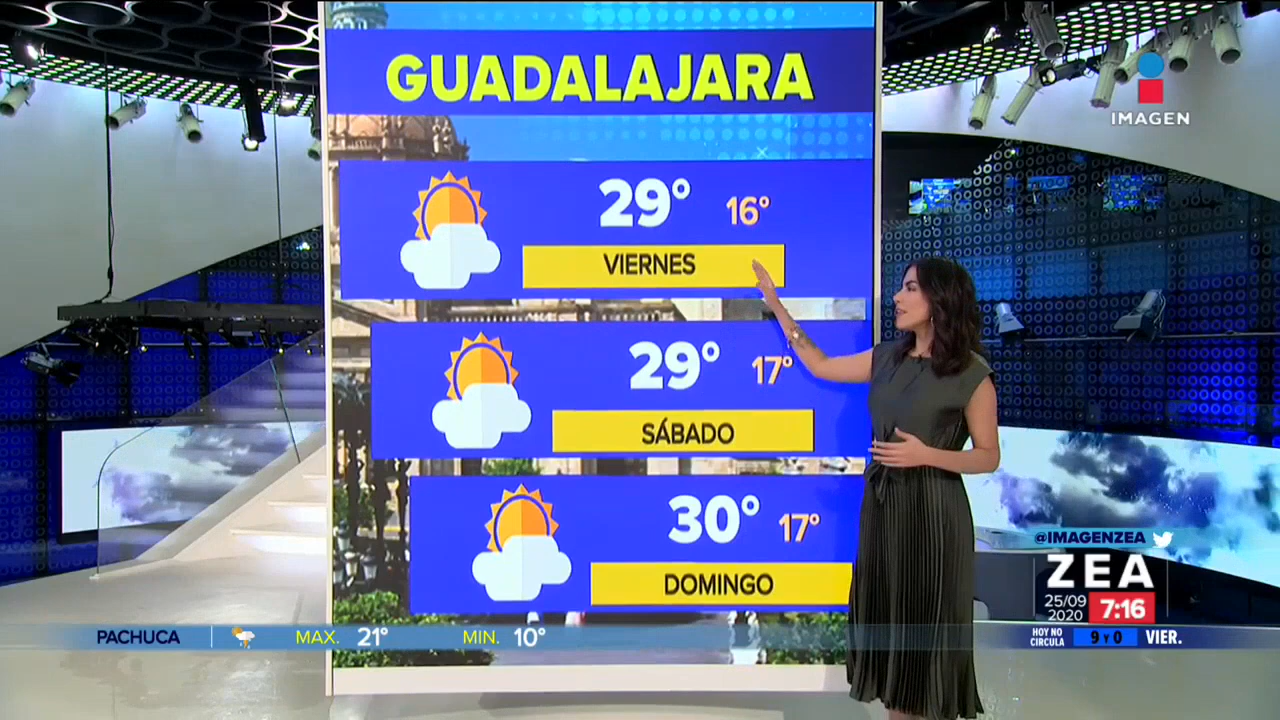 GUADALAJARA
IMAGEN
29° 16°
VIERNES
29° 17°
SÁBADO
30° 17°
DOMINGO
@IMAGENZEA
ZEA
25/09
2020
7:16
HOY NO
CIRCULA
9 Y 0 VIER.
PACHUCA MAX. 21° MIN. 10°